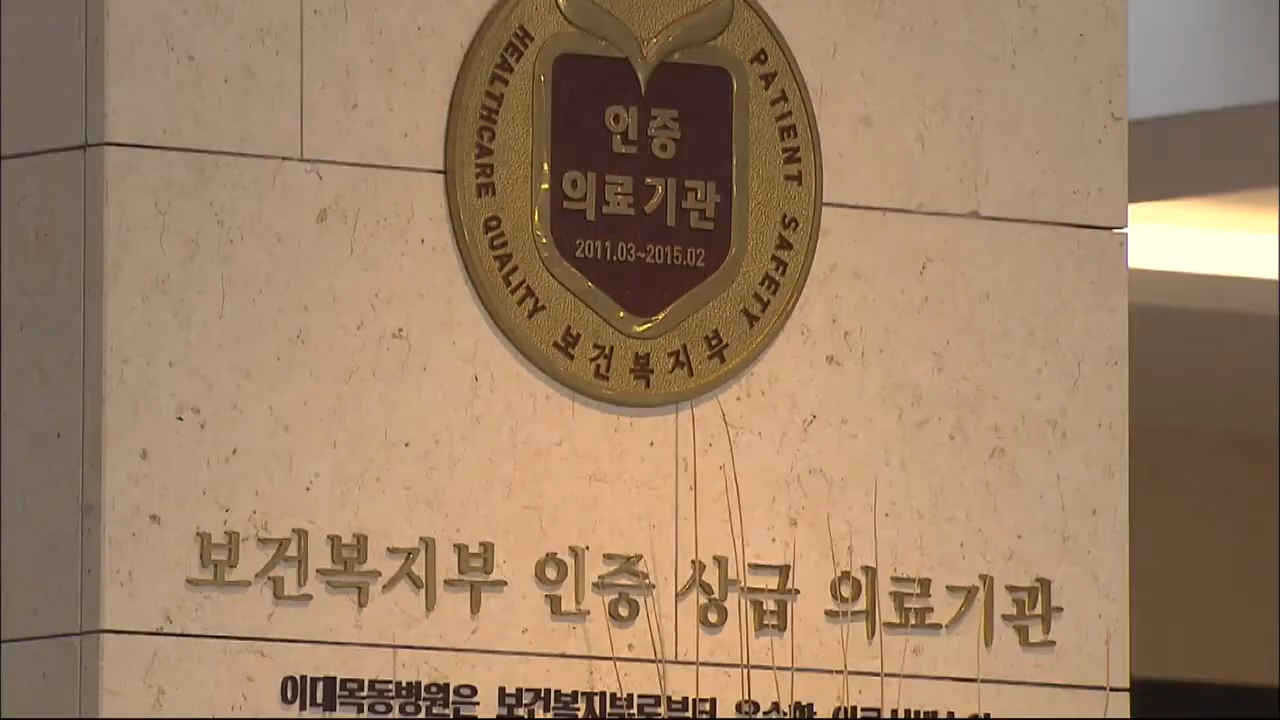 HEALTHCARE QUALITY
PATIENT SAFETY
인증
의료기관
2011.03~2015.02
보건복지부
보건복지부 인증 상급 의료기관
이대목동병원은 보건복지부로부터